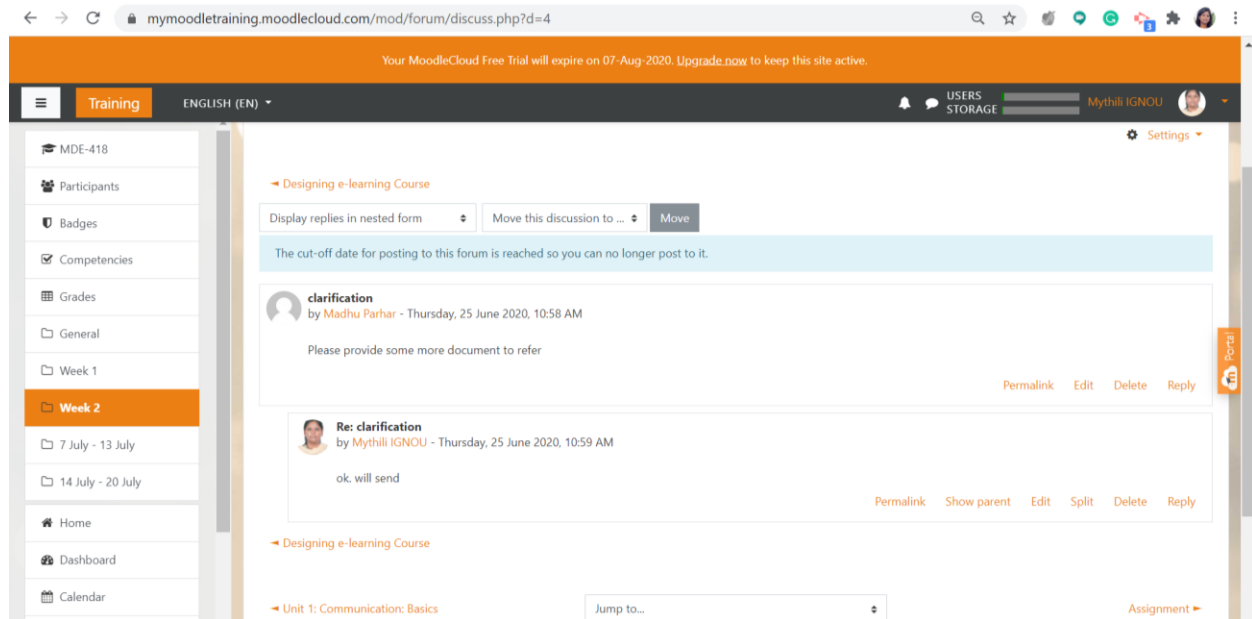 mymoodletraining.moodlecloud.com/mod/forum/discuss.php?d=4
3
Your MoodleCloud Free Trial will expire on 07-Aug-2020. Upgrade now to keep this site active.
Training
ENGLISH (EN)
USERS
STORAGE
Mythili IGNOU
Settings
MDE-418
Participants
Badges
Competencies
Grades
General
Week 1
Week 2
7 July - 13 July
14 July - 20 July
Home
Dashboard
Calendar
◄ Designing e-learning Course
Display replies in nested form
Move this discussion to ...
Move
The cut-off date for posting to this forum is reached so you can no longer post to it.
clarification
by Madhu Parhar - Thursday, 25 June 2020, 10:58 AM
Please provide some more document to refer
Permalink Edit Delete Reply
Re: clarification
by Mythili IGNOU - Thursday, 25 June 2020, 10:59 AM
ok. will send
Permalink Show parent Edit Split Delete Reply
◄ Designing e-learning Course
◄ Unit 1: Communication: Basics
Jump to...
Assignment ►
Portal